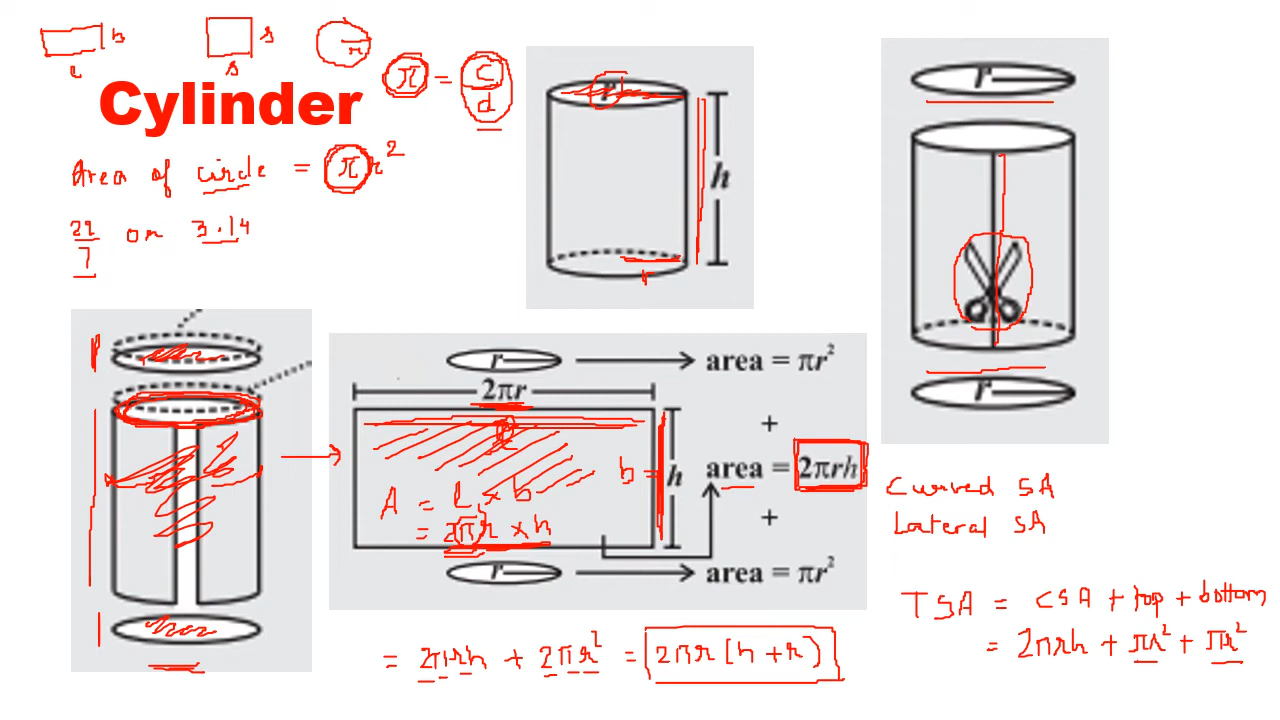 b
l
s
s
r
π = C/d
Cylinder
Area of circle = πr²
22/7 or 3.14
r
h
r
r
r
r
area = πr²
2πr
+
l
b
h
area = 2πrh
A = l × b
= 2πr × h
+
r
area = πr²
Curved SA
Lateral SA
TSA = CSA + top + bottom
= 2πrh + πr² + πr²
= 2πrh + 2πr² = 2πr(h + r)